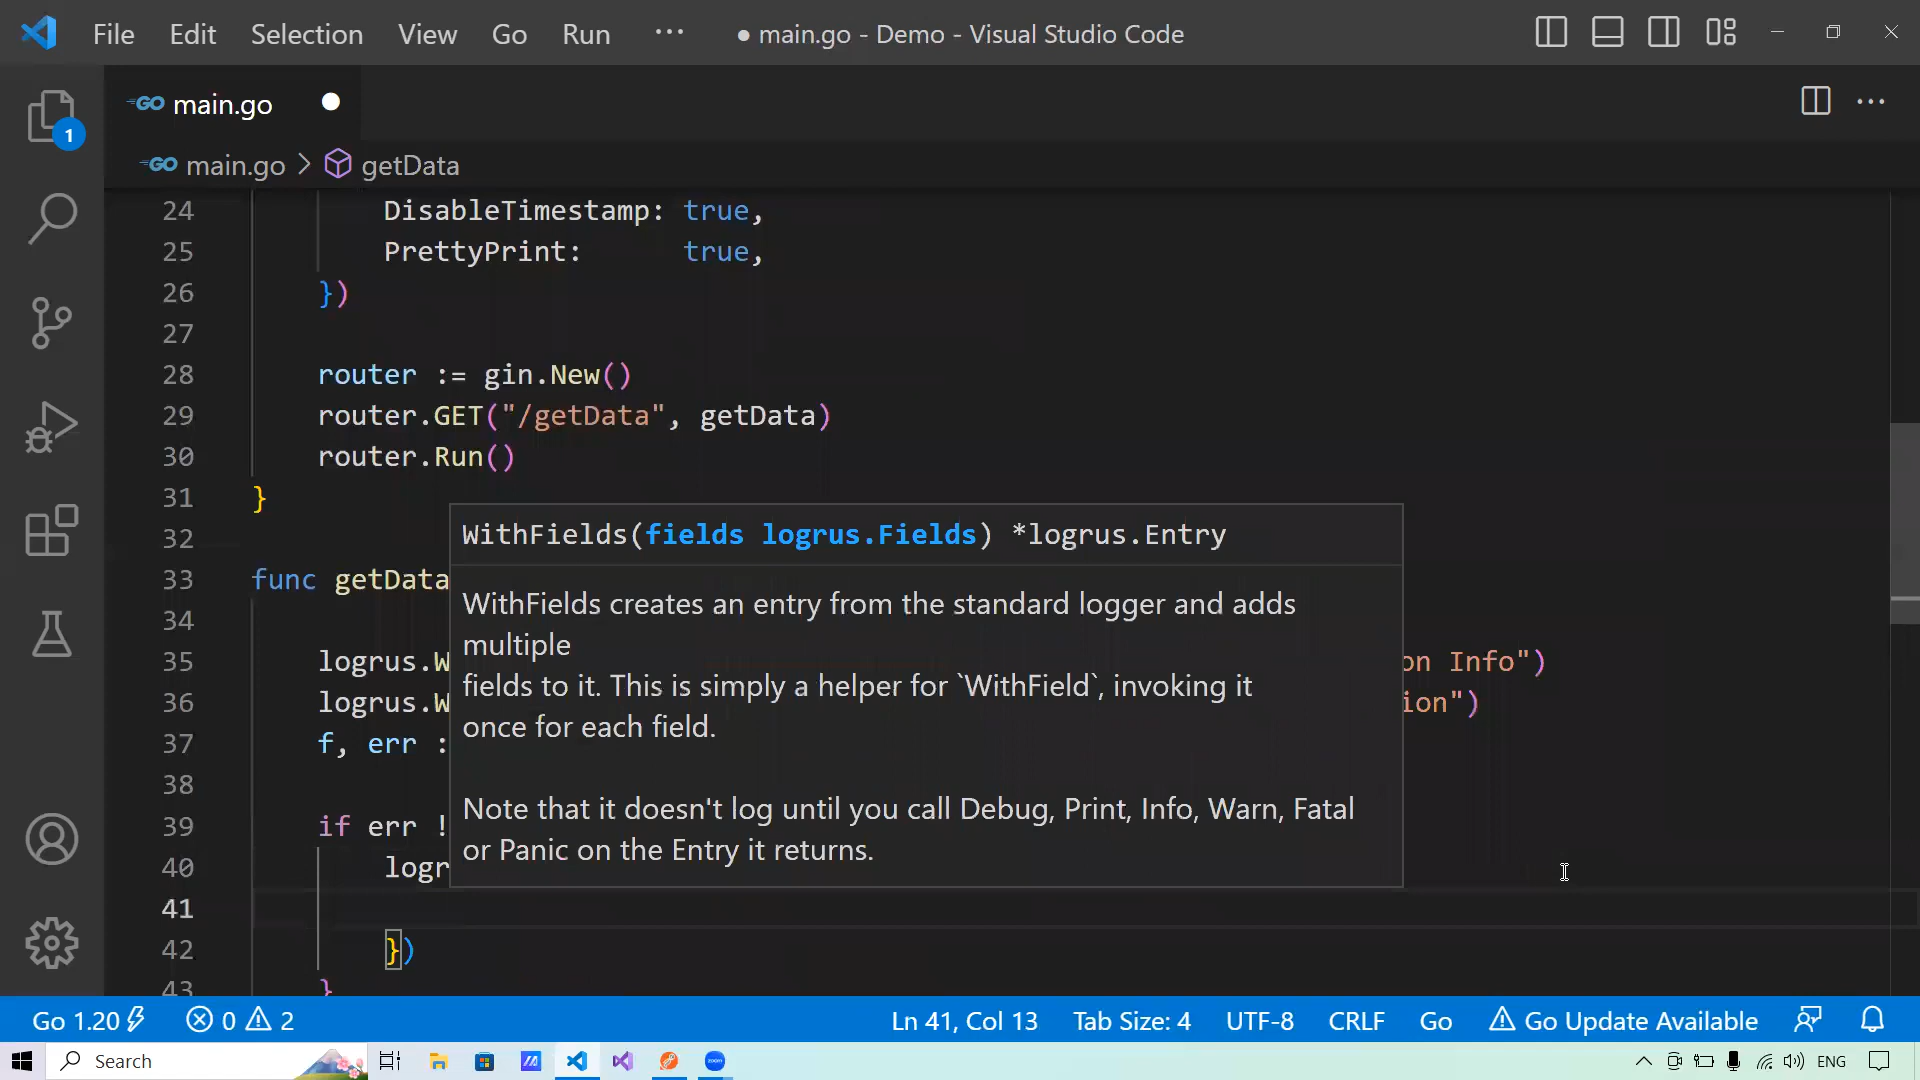 File Edit Selection View Go Run ··· ● main.go - Demo - Visual Studio Code
GO main.go ●
1
GO main.go > getData
24 DisableTimestamp: true,
25 PrettyPrint: true,
26 })
27
28 router := gin.New()
29 router.GET("/getData", getData)
30 router.Run()
31 }
32
WithFields(fields logrus.Fields) *logrus.Entry
33 func getData
WithFields creates an entry from the standard logger and adds
multiple
fields to it. This is simply a helper for `WithField`, invoking it
once for each field.
Note that it doesn't log until you call Debug, Print, Info, Warn, Fatal
or Panic on the Entry it returns.
34
35 logrus.W on Info")
36 logrus.W ion")
37 f, err :
38
39 if err !
40 logr
41
42 })
43 }
Go 1.20 0 2 Ln 41, Col 13 Tab Size: 4 UTF-8 CRLF Go Go Update Available
Search zoom ENG